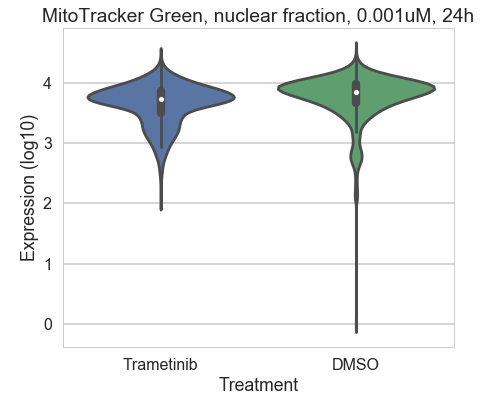 MitoTracker Green, nuclear fraction, 0.001uM, 24h
Expression (log10)
4
3
2
1
0
Trametinib DMSO
Treatment